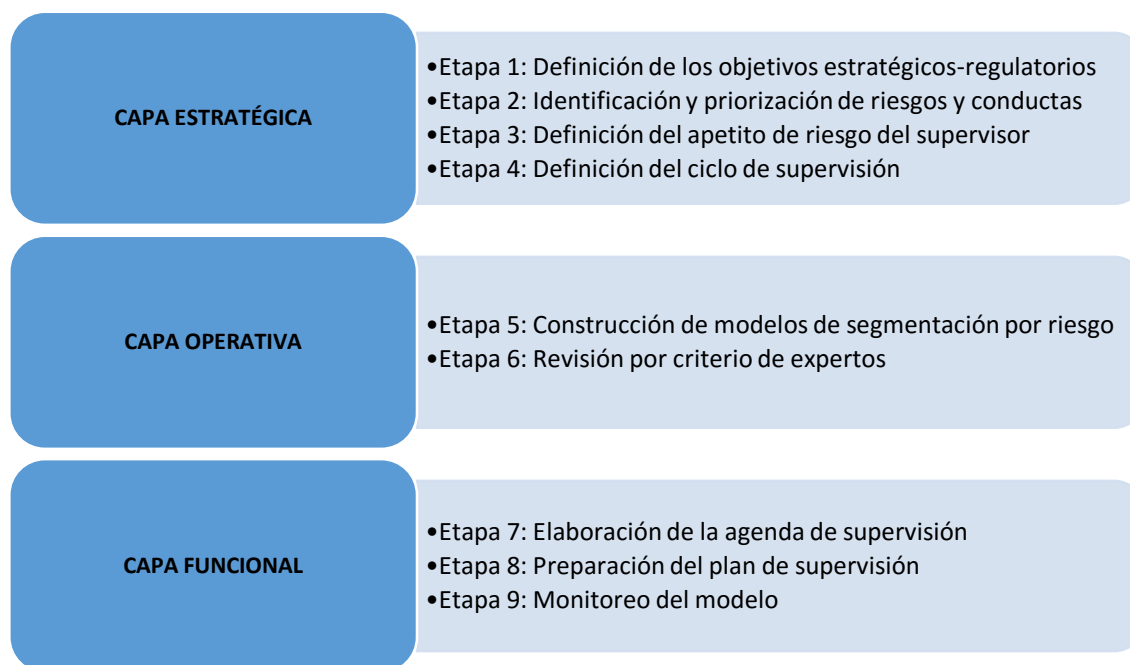 CAPA ESTRATÉGICA
•Etapa 1: Definición de los objetivos estratégicos-regulatorios
•Etapa 2: Identificación y priorización de riesgos y conductas
•Etapa 3: Definición del apetito de riesgo del supervisor
•Etapa 4: Definición del ciclo de supervisión
CAPA OPERATIVA
•Etapa 5: Construcción de modelos de segmentación por riesgo
•Etapa 6: Revisión por criterio de expertos
CAPA FUNCIONAL
•Etapa 7: Elaboración de la agenda de supervisión
•Etapa 8: Preparación del plan de supervisión
•Etapa 9: Monitoreo del modelo